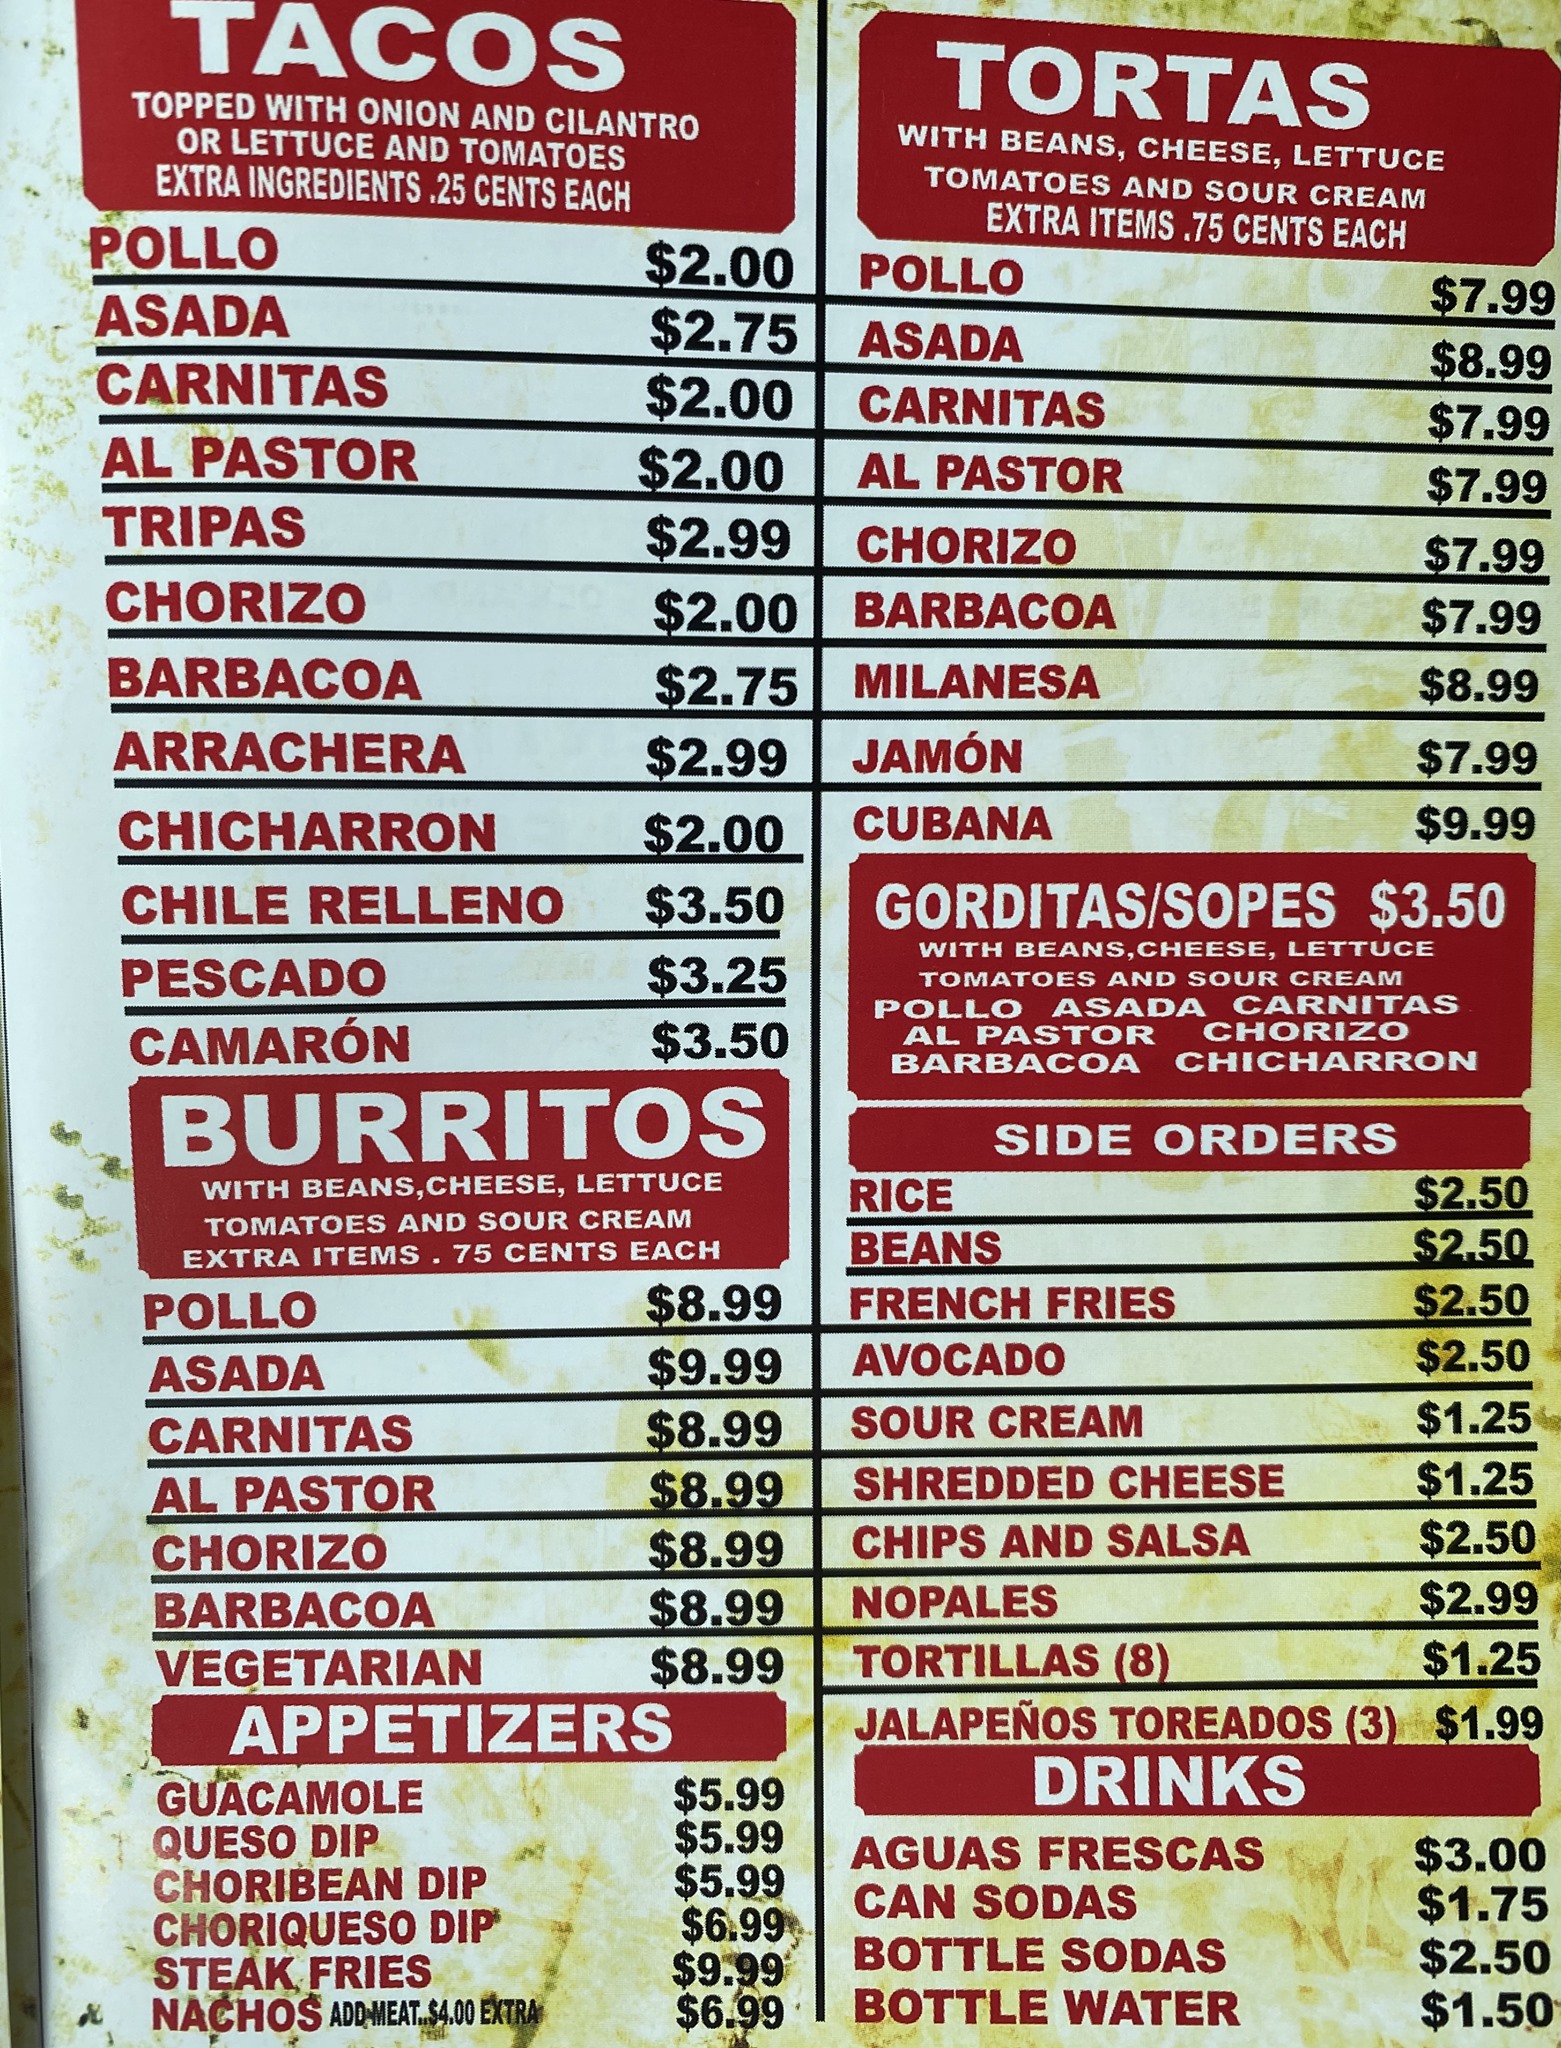 TACOS
TOPPED WITH ONION AND CILANTRO
OR LETTUCE AND TOMATOES
EXTRA INGREDIENTS .25 CENTS EACH
POLLO $2.00
ASADA $2.75
CARNITAS $2.00
AL PASTOR $2.00
TRIPAS $2.99
CHORIZO $2.00
BARBACOA $2.75
ARRACHERA $2.99
CHICHARRON $2.00
CHILE RELLENO $3.50
PESCADO $3.25
CAMARÓN $3.50
BURRITOS
WITH BEANS,CHEESE, LETTUCE
TOMATOES AND SOUR CREAM
EXTRA ITEMS . 75 CENTS EACH
POLLO $8.99
ASADA $9.99
CARNITAS $8.99
AL PASTOR $8.99
CHORIZO $8.99
BARBACOA $8.99
VEGETARIAN $8.99
APPETIZERS
GUACAMOLE $5.99
QUESO DIP $5.99
CHORIBEAN DIP $5.99
CHORIQUESO DIP $6.99
STEAK FRIES $9.99
NACHOS ADD MEAT..$4.00 EXTRA $6.99
TORTAS
WITH BEANS, CHEESE, LETTUCE
TOMATOES AND SOUR CREAM
EXTRA ITEMS .75 CENTS EACH
POLLO $7.99
ASADA $8.99
CARNITAS $7.99
AL PASTOR $7.99
CHORIZO $7.99
BARBACOA $7.99
MILANESA $8.99
JAMÓN $7.99
CUBANA $9.99
GORDITAS/SOPES $3.50
WITH BEANS,CHEESE, LETTUCE
TOMATOES AND SOUR CREAM
POLLO ASADA CARNITAS
AL PASTOR CHORIZO
BARBACOA CHICHARRON
SIDE ORDERS
RICE $2.50
BEANS $2.50
FRENCH FRIES $2.50
AVOCADO $2.50
SOUR CREAM $1.25
SHREDDED CHEESE $1.25
CHIPS AND SALSA $2.50
NOPALES $2.99
TORTILLAS (8) $1.25
JALAPEÑOS TOREADOS (3) $1.99
DRINKS
AGUAS FRESCAS $3.00
CAN SODAS $1.75
BOTTLE SODAS $2.50
BOTTLE WATER $1.50